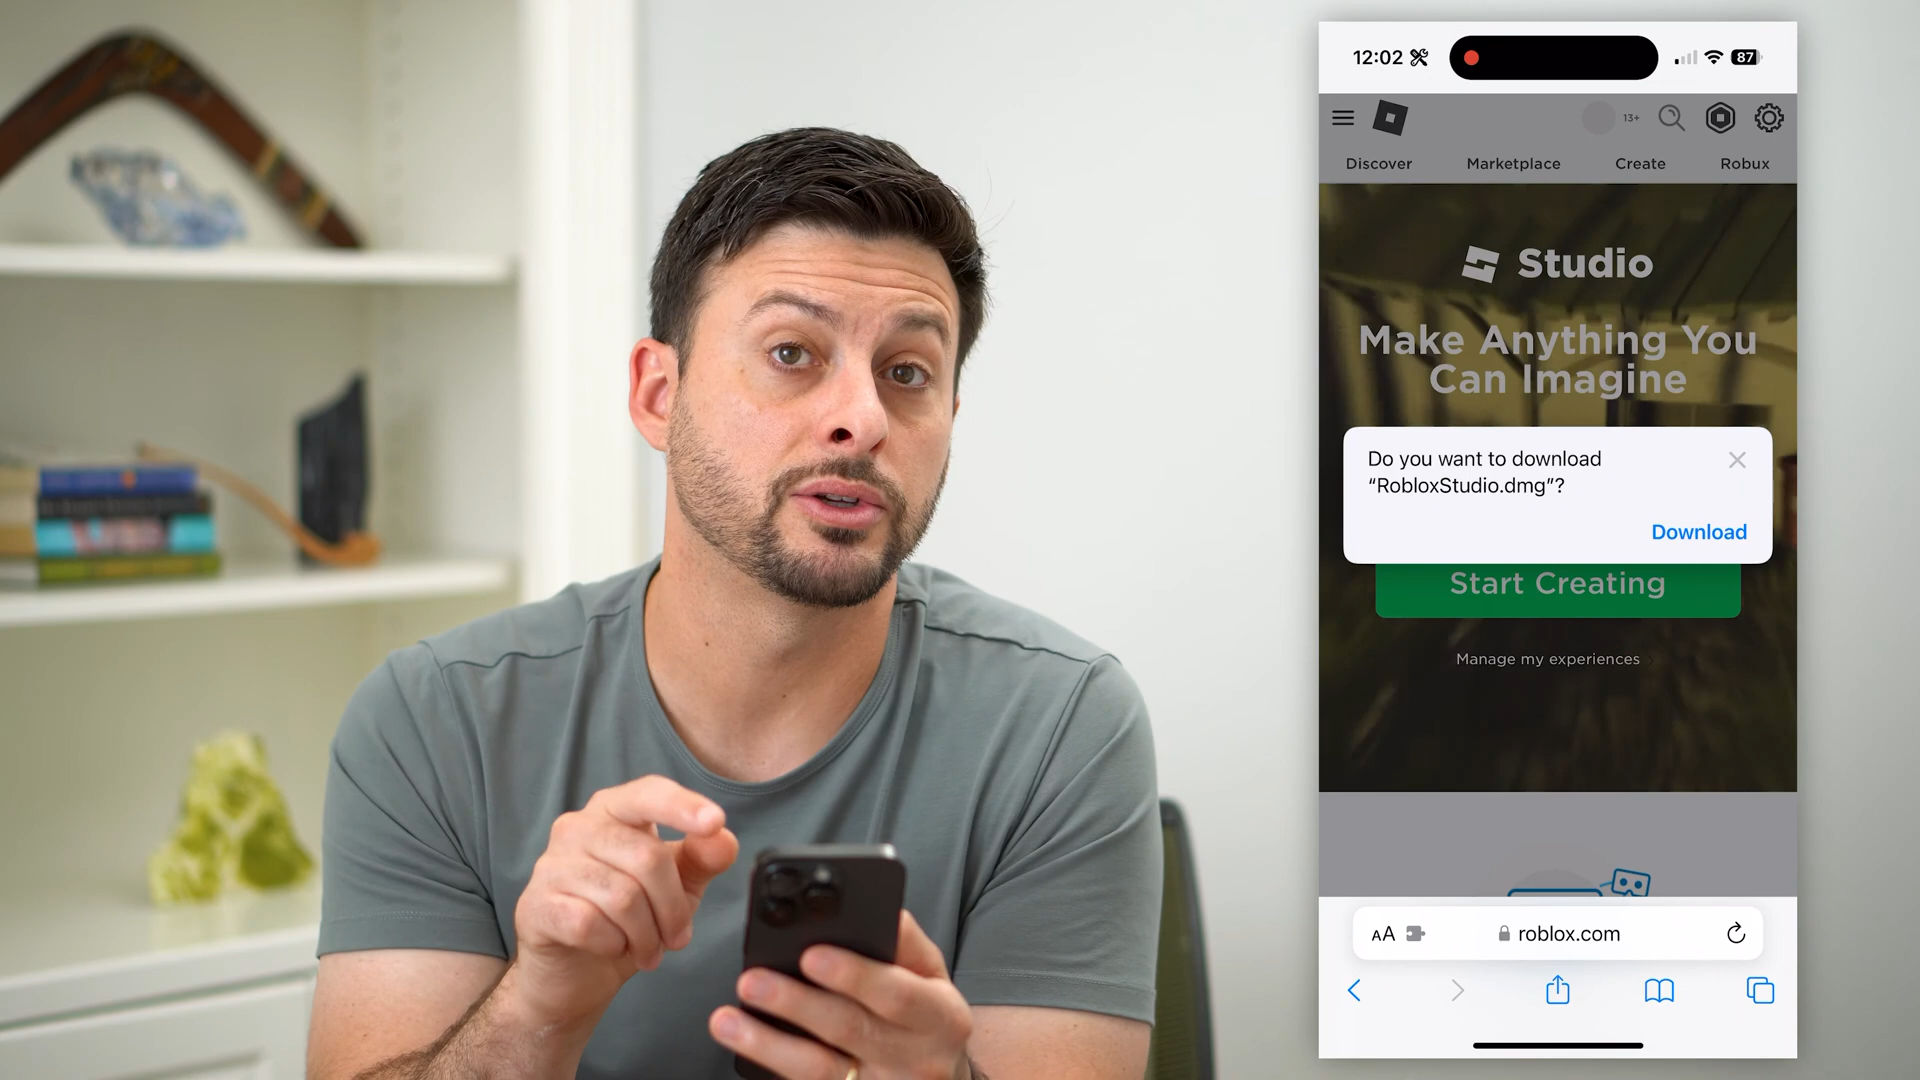 12:02
87
13+
Discover Marketplace Create Robux
Studio
Make Anything You
Can Imagine
Do you want to download
“RobloxStudio.dmg”?
Download
Start Creating
Manage my experiences
AA roblox.com